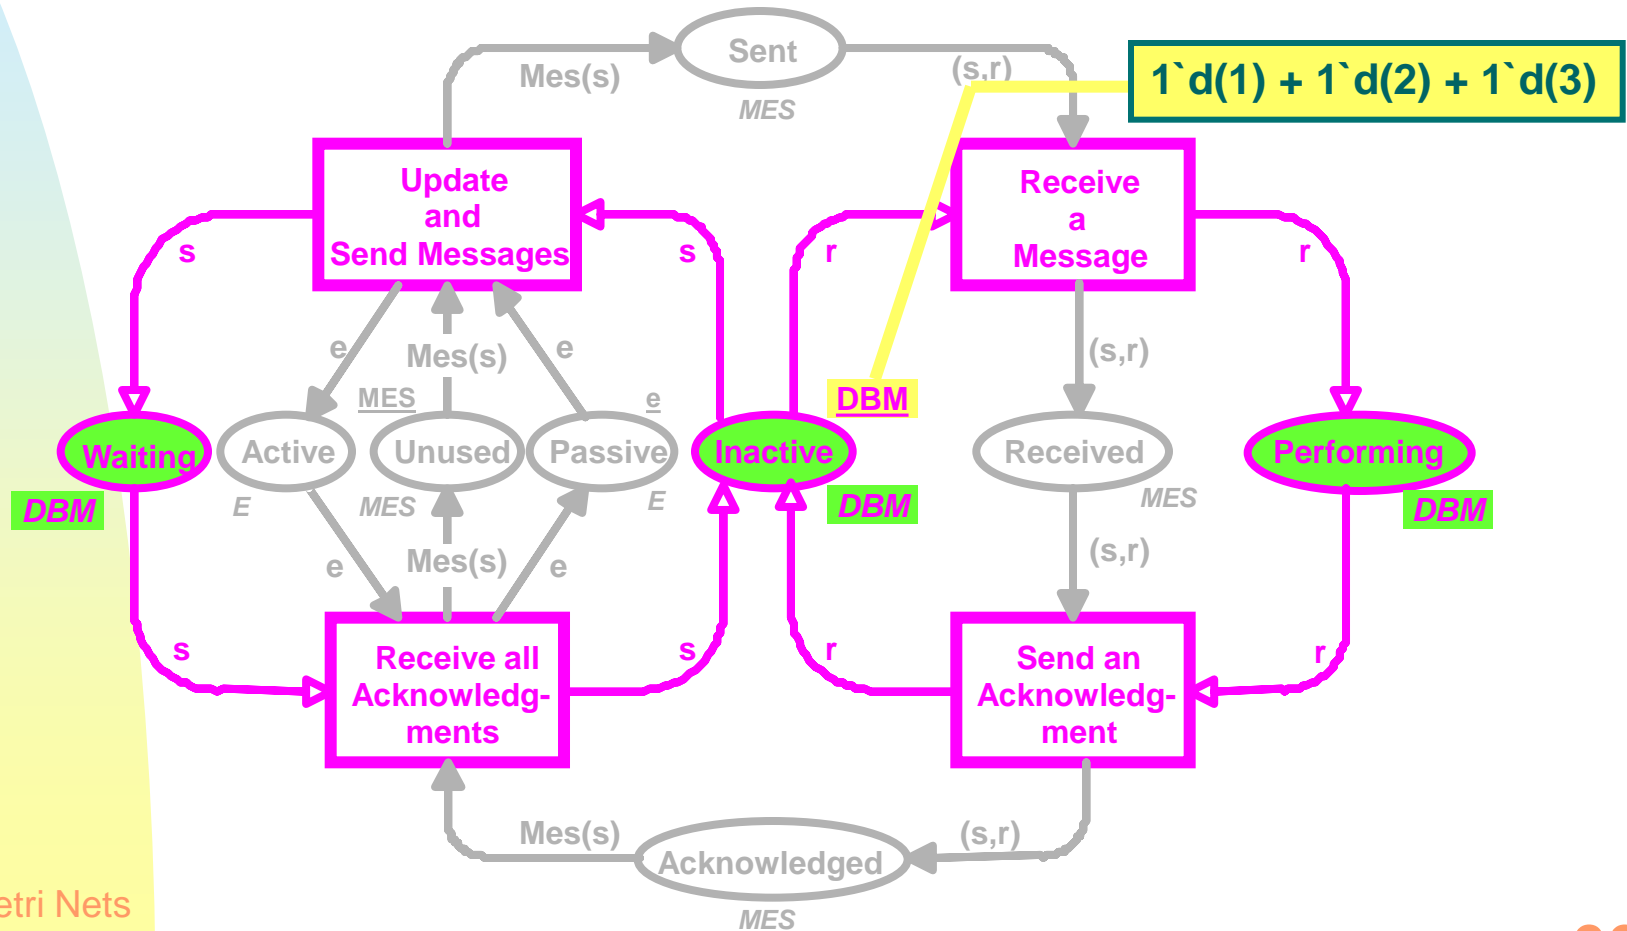 Sent
Mes(s)
(s,r)
1`d(1) + 1`d(2) + 1`d(3)
MES
Update
and
Send Messages
Receive
a
Message
s
s
r
r
e
Mes(s)
e
(s,r)
MES
e
DBM
Waiting
Active
Unused
Passive
Inactive
Received
Performing
DBM
E
MES
E
DBM
MES
DBM
e
Mes(s)
e
(s,r)
s
s
r
r
Receive all
Acknowledg-
ments
Send an
Acknowledg-
ment
Mes(s)
(s,r)
Acknowledged
MES
etri Nets